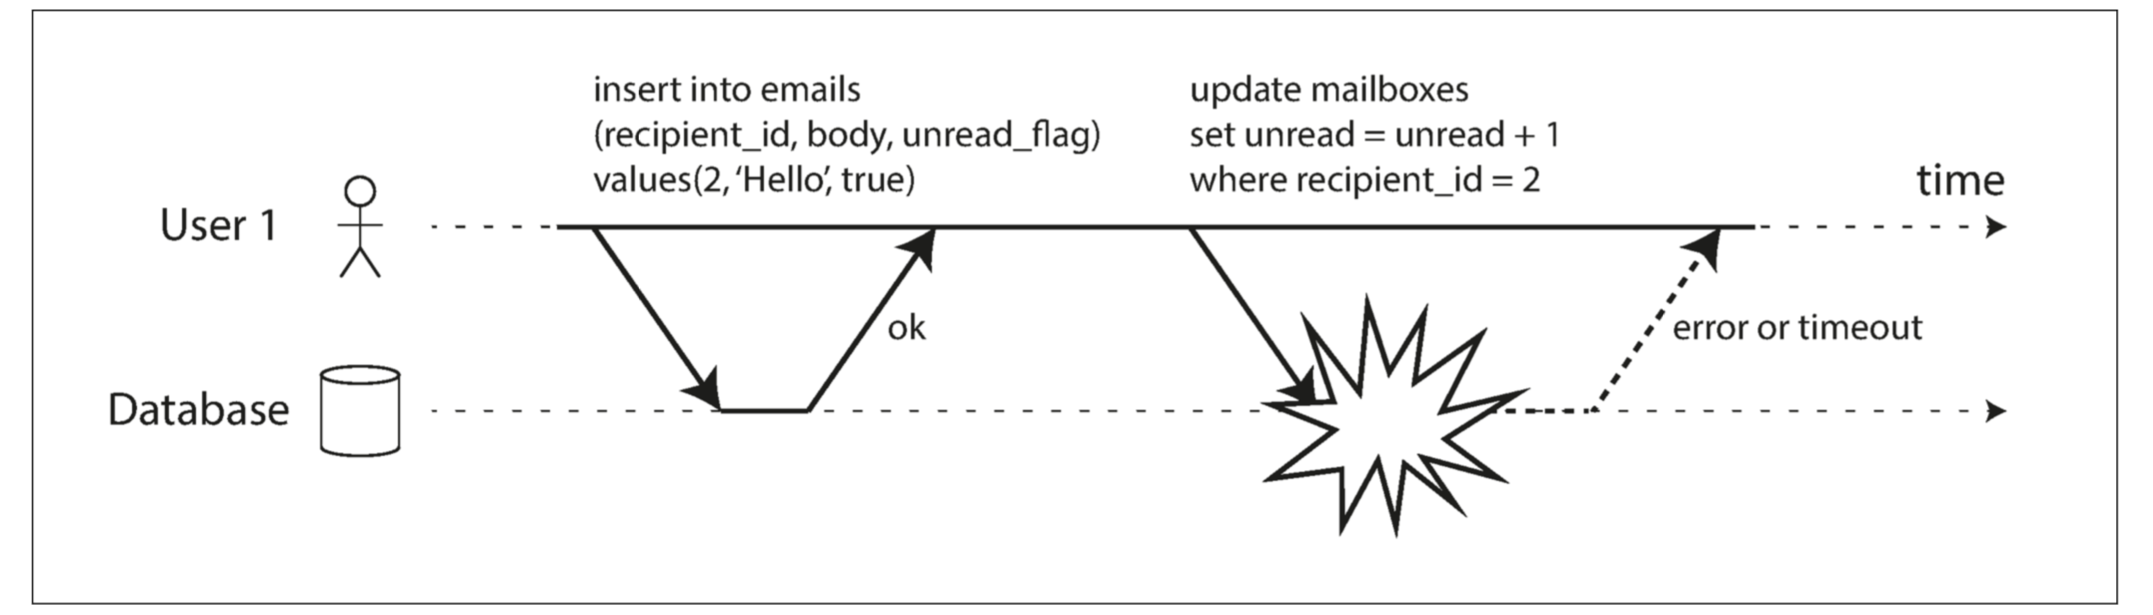 insert into emails
(recipient_id, body, unread_flag)
values(2, ‘Hello’, true)
update mailboxes
set unread = unread + 1
where recipient_id = 2
time
User 1
ok
error or timeout
Database